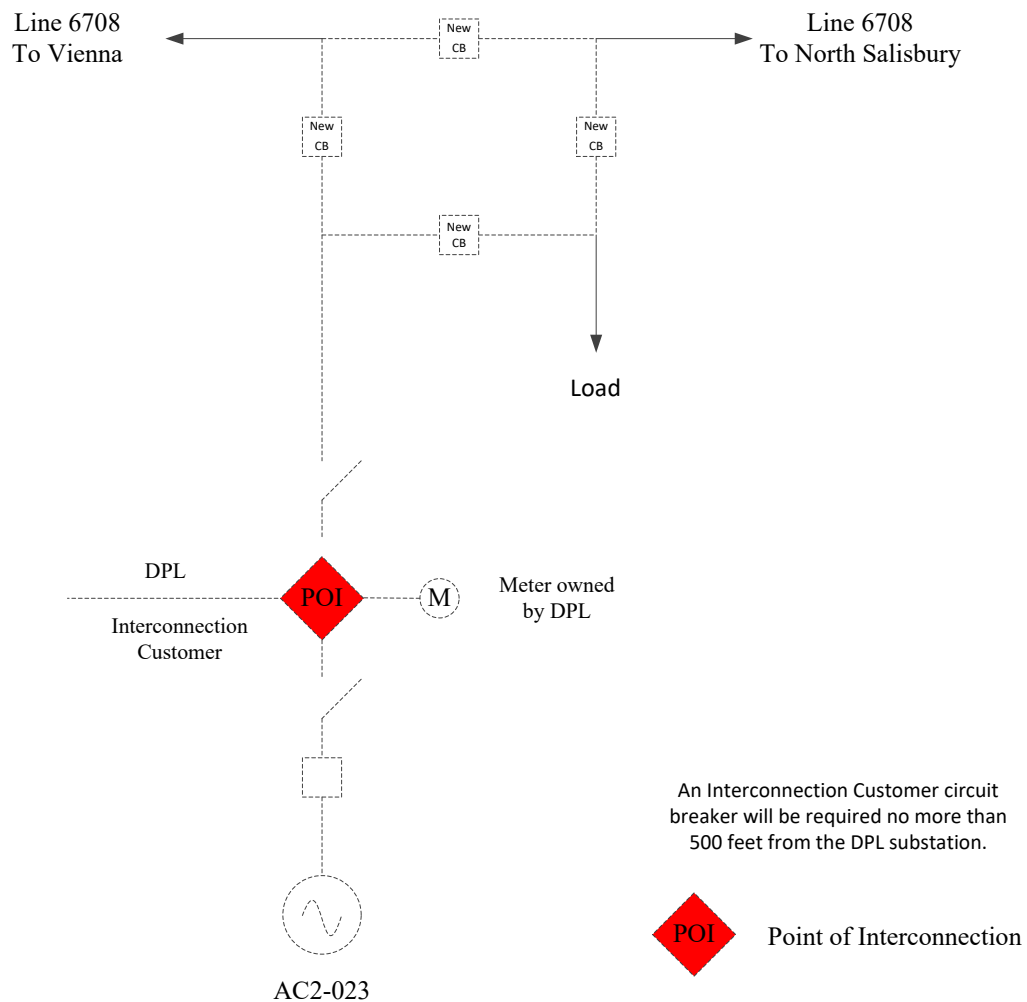 Line 6708
To Vienna
New
CB
Line 6708
To North Salisbury
New
CB
New
CB
New
CB
Load
DPL
POI
M
Meter owned
by DPL
Interconnection
Customer
An Interconnection Customer circuit
breaker will be required no more than
500 feet from the DPL substation.
POI
Point of Interconnection
AC2-023